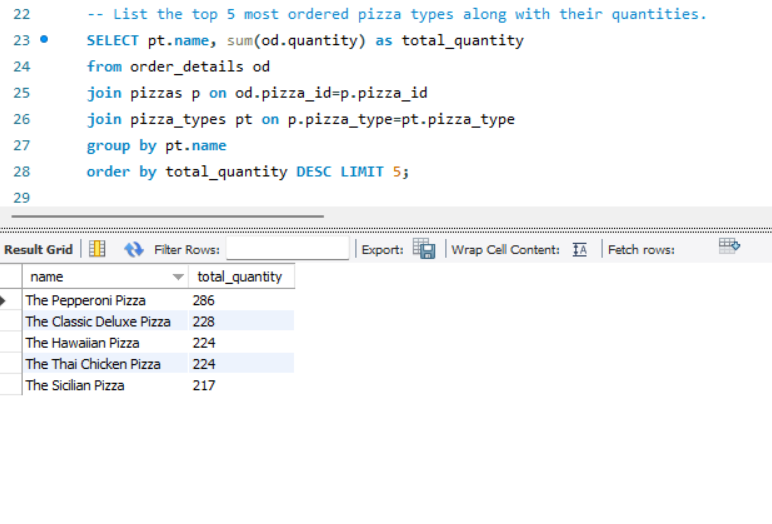 22 -- List the top 5 most ordered pizza types along with their quantities.
23 SELECT pt.name, sum(od.quantity) as total_quantity
24 from order_details od
25 join pizzas p on od.pizza_id=p.pizza_id
26 join pizza_types pt on p.pizza_type=pt.pizza_type
27 group by pt.name
28 order by total_quantity DESC LIMIT 5;
29
Result Grid Filter Rows: Export: Wrap Cell Content: IA Fetch rows:
name total_quantity
The Pepperoni Pizza 286
The Classic Deluxe Pizza 228
The Hawaiian Pizza 224
The Thai Chicken Pizza 224
The Sicilian Pizza 217